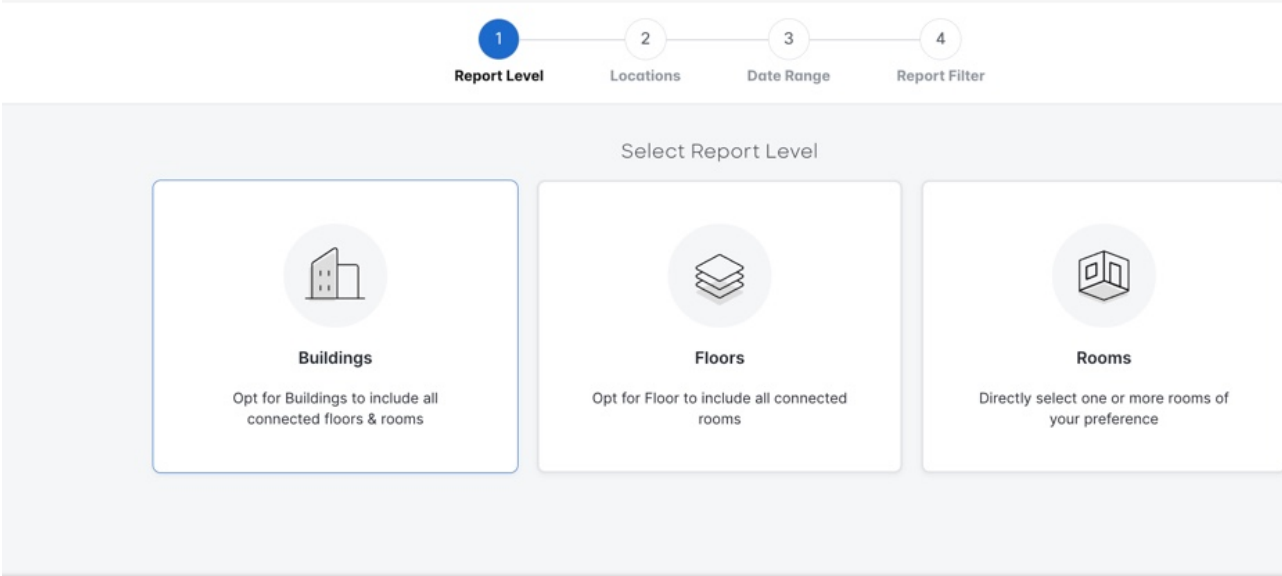 1 2 3 4
Report Level Locations Date Range Report Filter
Select Report Level
Buildings
Opt for Buildings to include all
connected floors & rooms
Floors
Opt for Floor to include all connected
rooms
Rooms
Directly select one or more rooms of
your preference